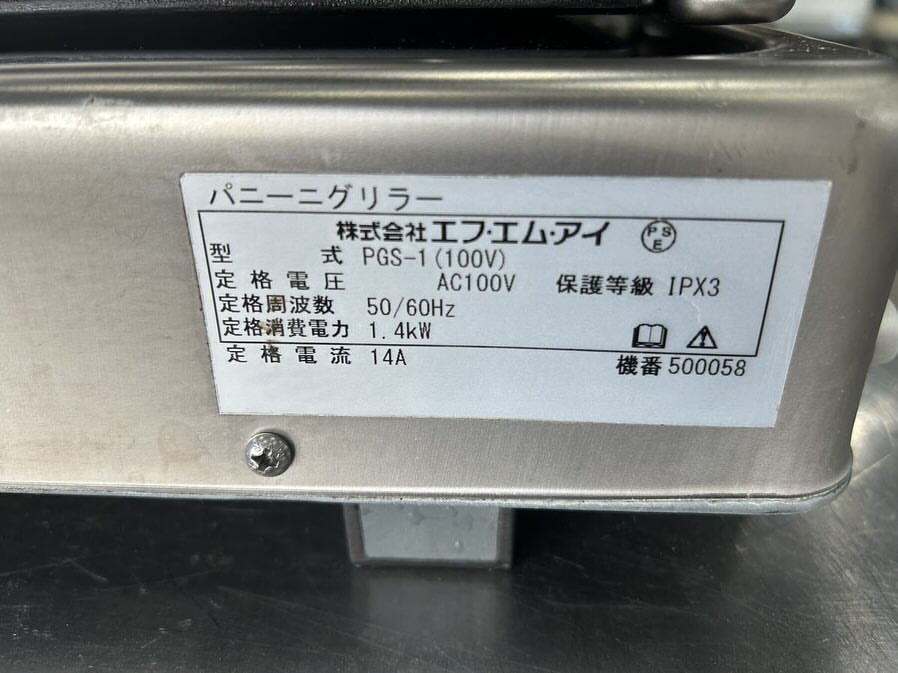 パニーニグリラー
株式会社エフ・エム・アイ PSE
型式 PGS-1(100V)
定格電圧 AC100V 保護等級 IPX3
定格周波数 50/60Hz
定格消費電力 1.4kW
定格電流 14A 機番 500058